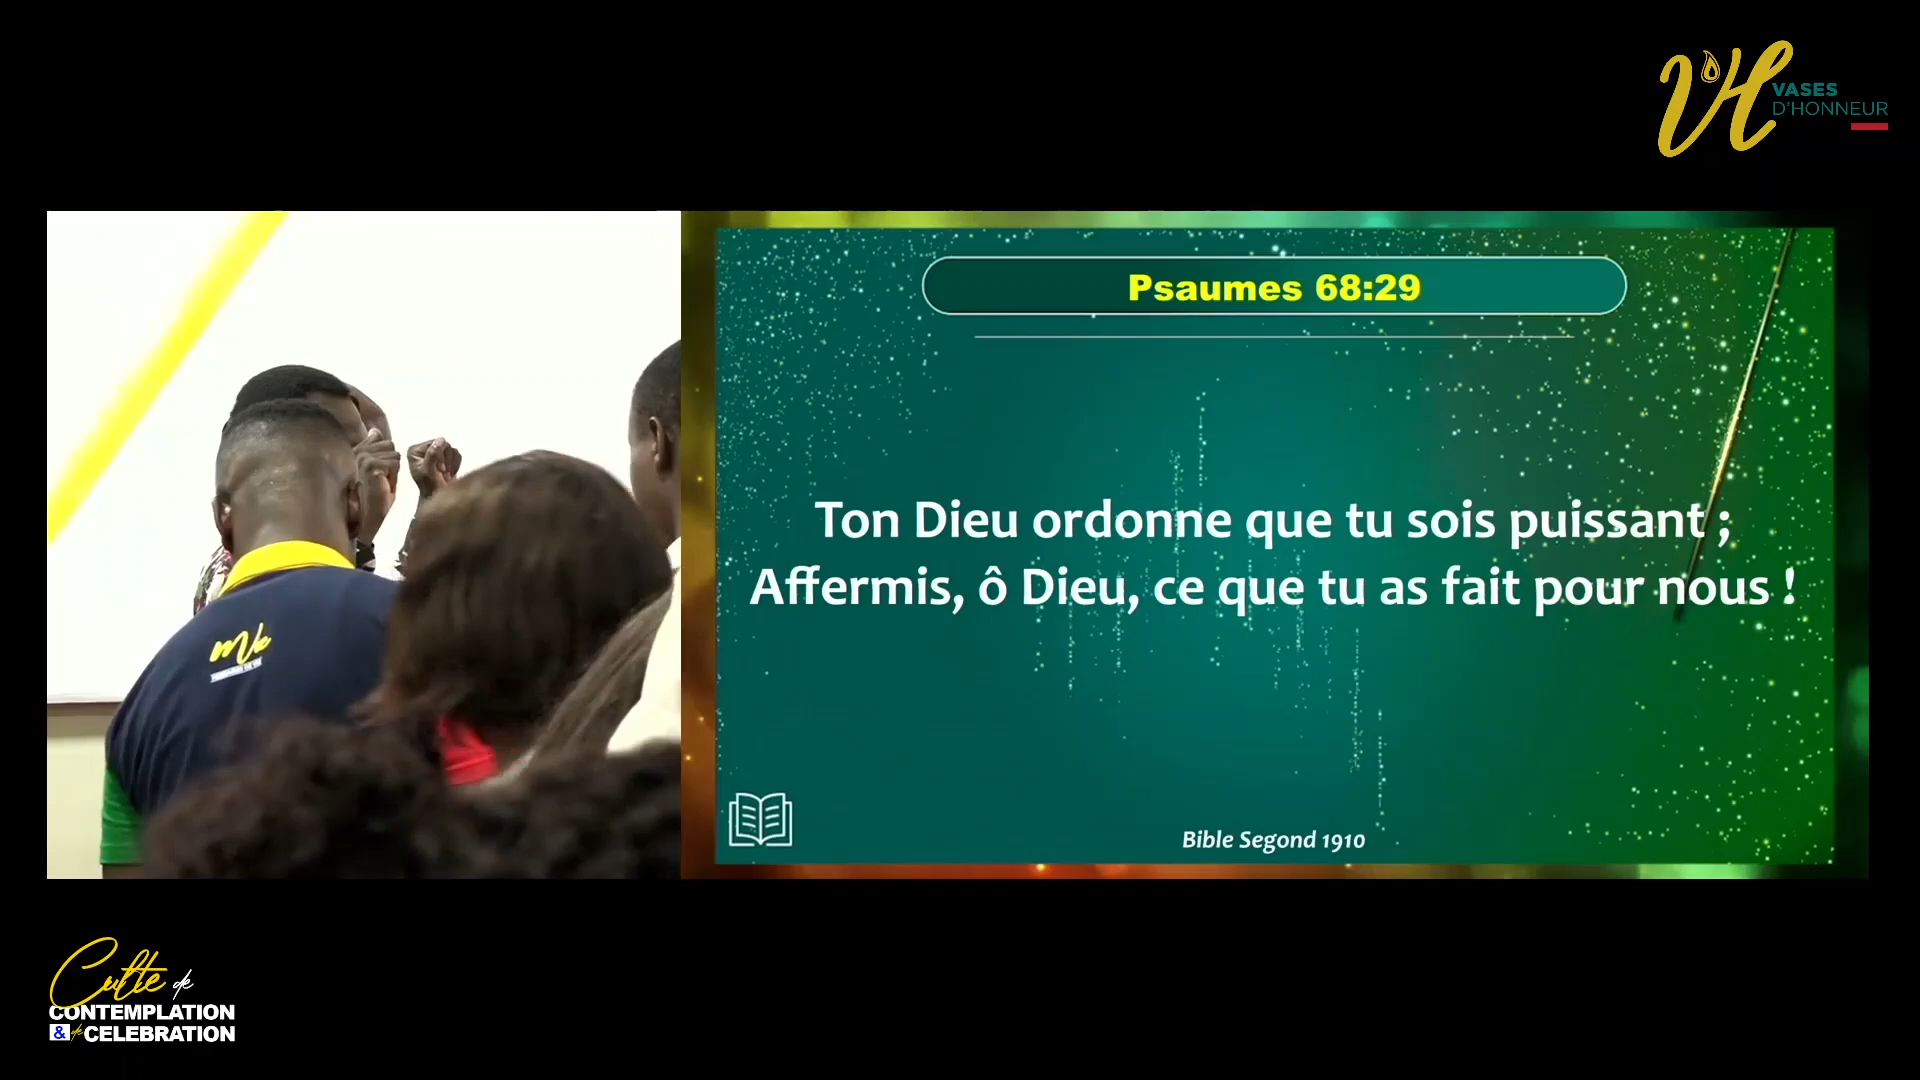 VH
VASES
D'HONNEUR
Psaumes 68:29
Ton Dieu ordonne que tu sois puissant ;
Affermis, ô Dieu, ce que tu as fait pour nous !
Bible Segond 1910
Culte de
CONTEMPLATION
& de CELEBRATION